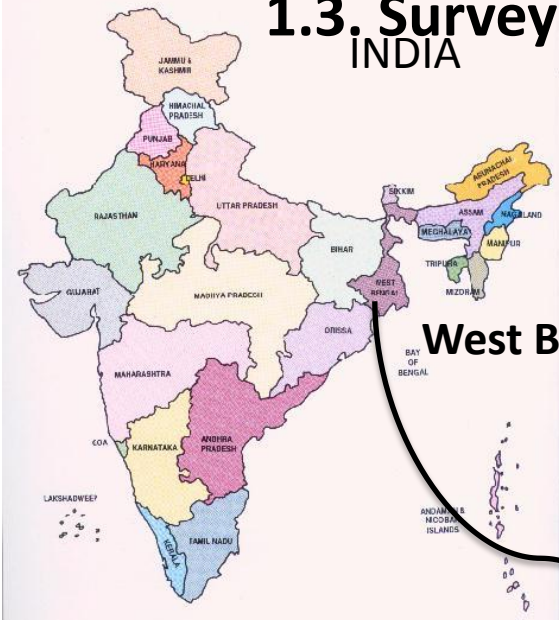 1.3. Survey
INDIA
JAMMU &
KASHMIR
HIMACHAL
PRADESH
PUNJAB
HARYANA
DELHI
UTTAR PRADESH
RAJASTHAN
SIKKIM
ARUNACHAL
PRADESH
ASSAM
NAGALAND
MEGHALAYA
MANIPUR
TRIPURA
MIZORAM
BIHAR
WEST
BENGAL
GUJARAT
MADHYA PRADESH
ORISSA
West B
BAY
OF
BENGAL
MAHARASHTRA
GOA
KARNATAKA
ANDHRA
PRADESH
LAKSHADWEEP
ANDAMAN &
NICOBAR
ISLANDS
KERALA
TAMIL NADU